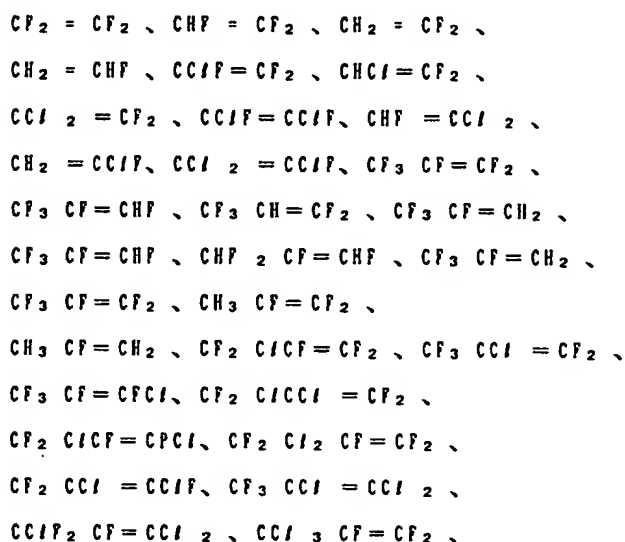 CF₂ = CF₂ 、CHF = CF₂ 、CH₂ = CF₂ 、
CH₂ = CHF 、CClF=CF₂ 、CHCl=CF₂ 、
CCl ₂ =CF₂ 、CClF=CClF、CHF =CCl ₂ 、
CH₂ =CClF、CCl ₂ =CClF、CF₃ CF=CF₂ 、
CF₃ CF=CHF 、CF₃ CH=CF₂ 、CF₃ CF=CH₂ 、
CF₃ CF=CHF 、CHF ₂ CF=CHF 、CF₃ CF=CH₂ 、
CF₃ CF=CF₂ 、CH₃ CF=CF₂ 、
CH₃ CF=CH₂ 、CF₂ ClCF=CF₂ 、CF₃ CCl =CF₂ 、
CF₃ CF=CFCl、CF₂ ClCCl =CF₂ 、
CF₂ ClCF=CFCl、CF₂ Cl₂ CF=CF₂ 、
CF₂ CCl =CClF、CF₃ CCl =CCl ₂ 、
CClF₂ CF=CCl ₂ 、CCl ₃ CF=CF₂ 、